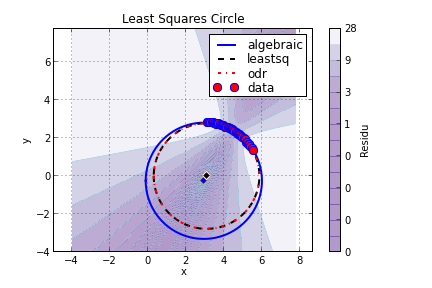 Least Squares Circle
algebraic
leastsq
odr
data
y
6
4
2
0
−2
−4
−4 −2 0 2 4 6 8
x
28
9
3
1
0
0
0
0
Residu